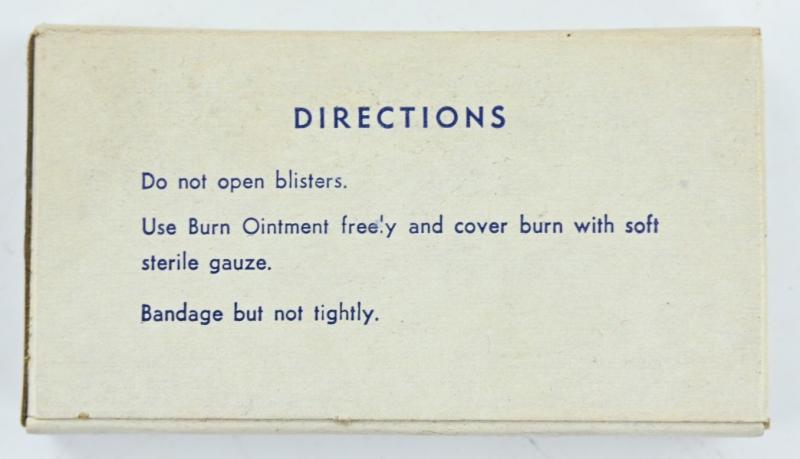 DIRECTIONS
Do not open blisters.
Use Burn Ointment freely and cover burn with soft
sterile gauze.
Bandage but not tightly.